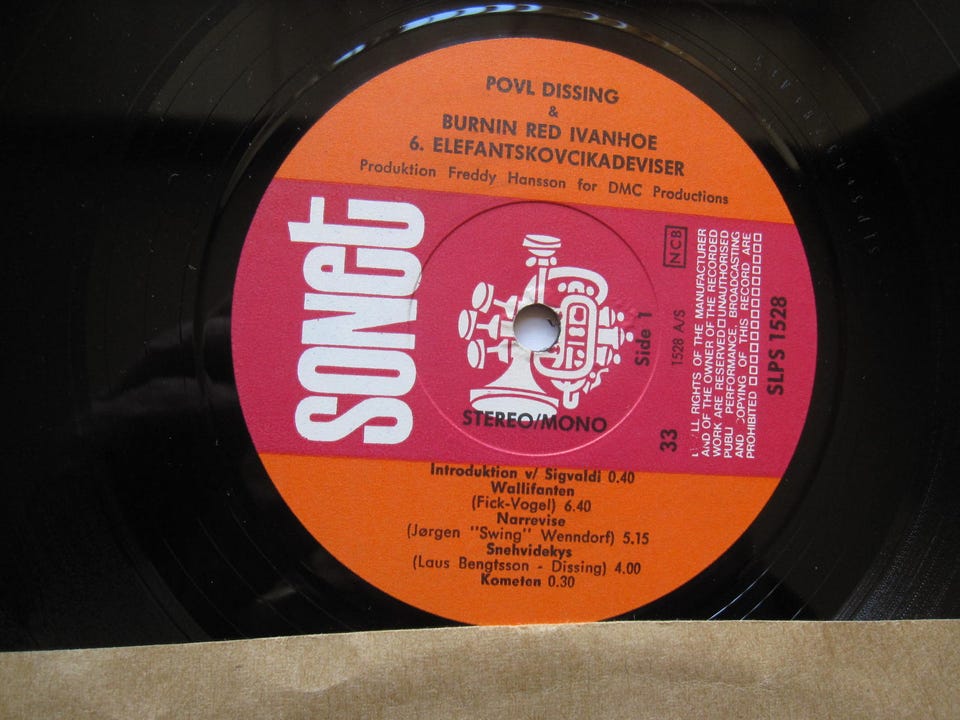 POVL DISSING
&
BURNIN RED IVANHOE
6. ELEFANTSKOVCIKADEVISER
Produktion Freddy Hansson for DMC Productions
SONET
NCB
ALL RIGHTS OF THE MANUFACTURER
AND OF THE OWNER OF THE RECORDED
WORK ARE RESERVED □ UNAUTHORISED
PUBLI PERFORMANCE, BROADCASTING
AND COPYING OF THIS RECORD ARE
PROHIBITED
Side 1
1528 A/S
33
SLPS 1528
STEREO/MONO
Introduktion v/ Sigvaldi 0.40
Wallifanten
(Fick-Vogel) 6.40
Narrevise
(Jørgen "Swing" Wenndorf) 5.15
Snehvidekys
(Laus Bengtsson - Dissing) 4.00
Kometen 0.30